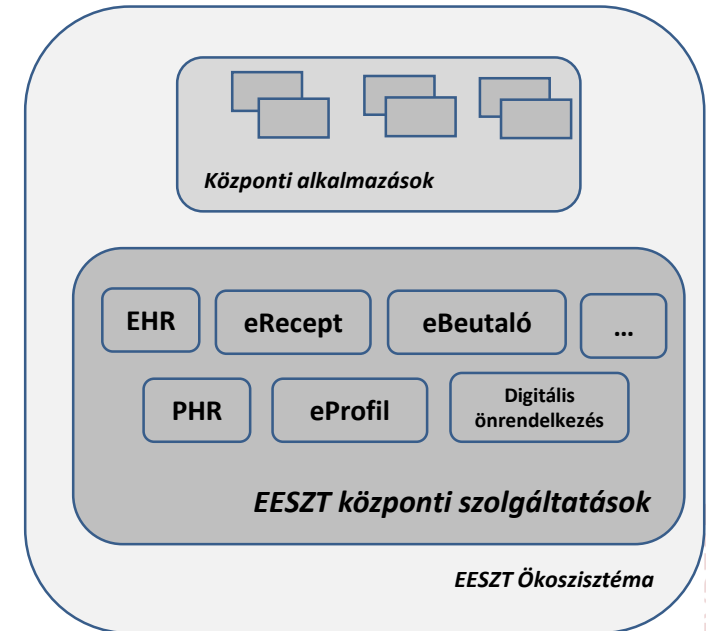 Központi alkalmazások
EHR
eRecept
eBeutaló
...
PHR
eProfil
Digitális
önrendelkezés
EESZT központi szolgáltatások
EESZT Ökoszisztéma